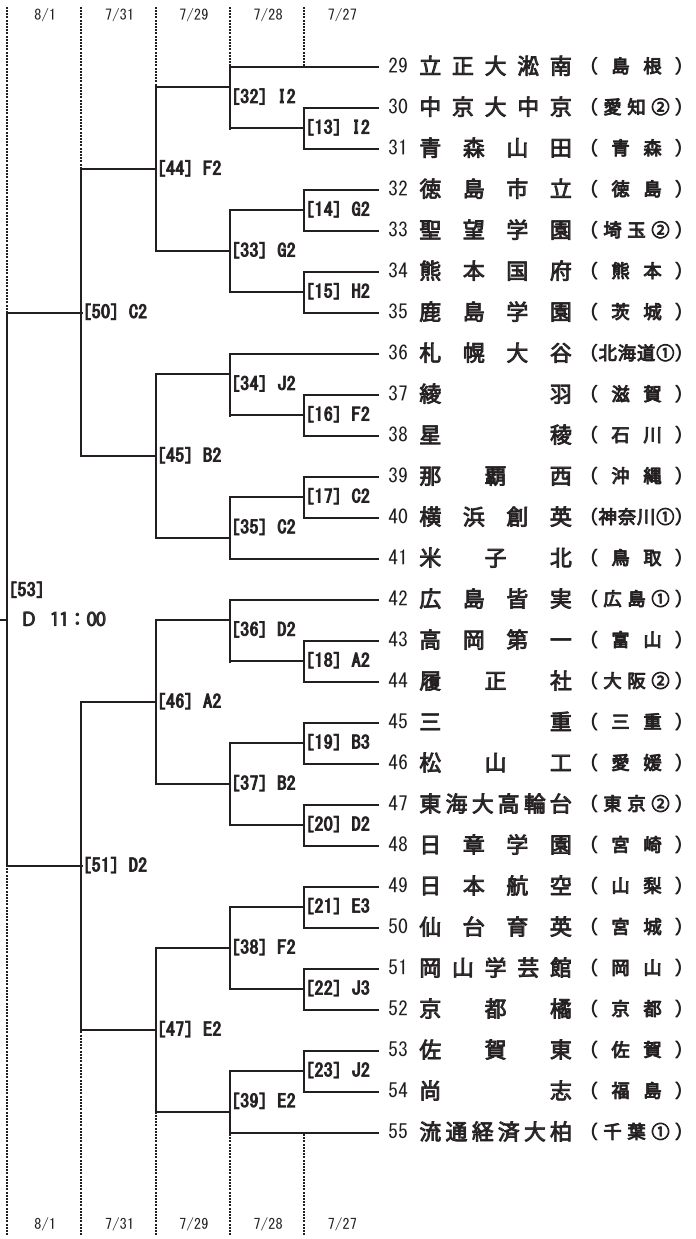 8/1 7/31 7/29 7/28 7/27
29 立正大淞南 (島根)
[32] I2
30 中京大中京 (愛知②)
[13] I2
31 青森山田 (青森)
[44] F2
32 徳島市立 (徳島)
[14] G2
33 聖望学園 (埼玉②)
[33] G2
34 熊本国府 (熊本)
[15] H2
35 鹿島学園 (茨城)
[50] C2
36 札幌大谷 (北海道①)
[34] J2
37 綾羽 (滋賀)
[16] F2
38 星稜 (石川)
[45] B2
39 那覇西 (沖縄)
[17] C2
40 横浜創英 (神奈川①)
[35] C2
41 米子北 (鳥取)
[53]
D 11：00
42 広島皆実 (広島①)
[36] D2
43 高岡第一 (富山)
[18] A2
44 履正社 (大阪②)
[46] A2
45 三重 (三重)
[19] B3
46 松山工 (愛媛)
[37] B2
47 東海大高輪台 (東京②)
[20] D2
48 日章学園 (宮崎)
[51] D2
49 日本航空 (山梨)
[21] E3
50 仙台育英 (宮城)
[38] F2
51 岡山学芸館 (岡山)
[22] J3
52 京都橘 (京都)
[47] E2
53 佐賀東 (佐賀)
[23] J2
54 尚志 (福島)
[39] E2
55 流通経済大柏 (千葉①)
8/1 7/31 7/29 7/28 7/27